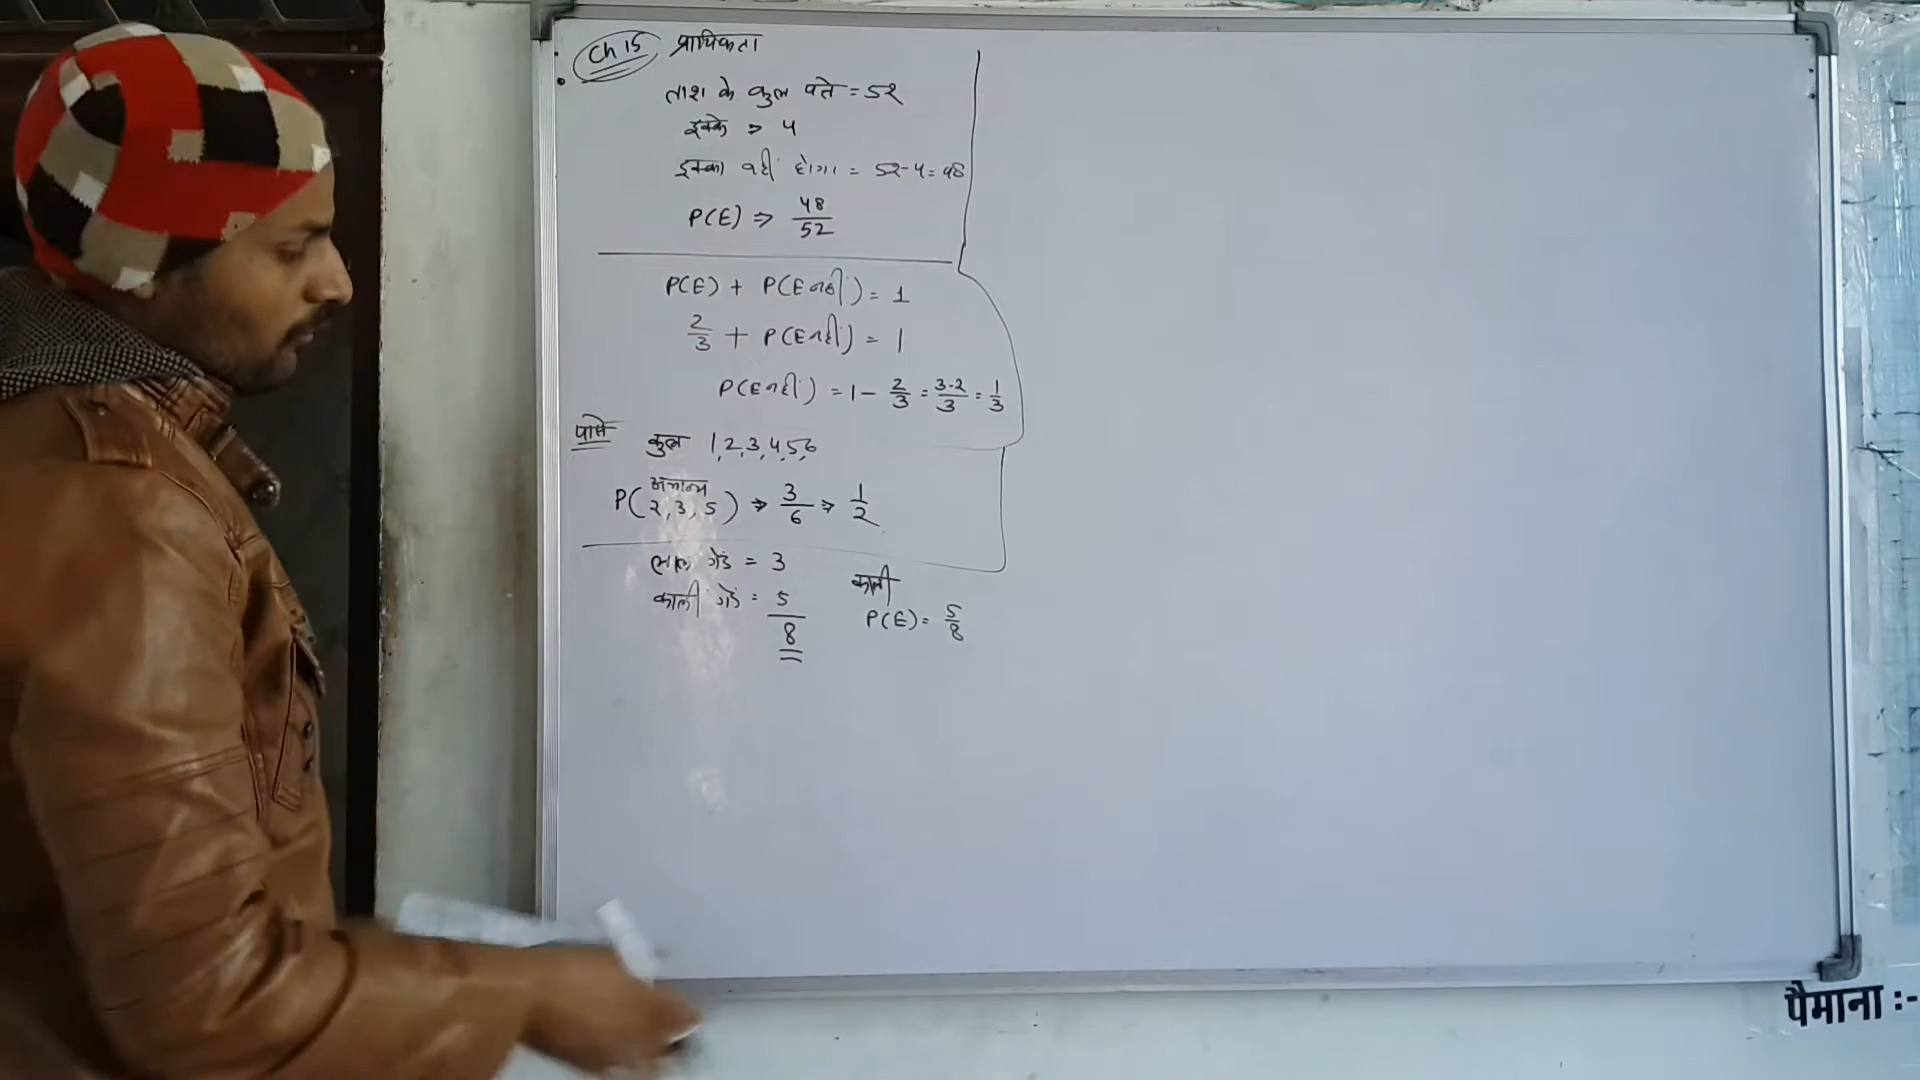 Ch 15 प्रायिकता
ताश के कुल पत्ते = 52
इक्के => 4
इक्का नहीं होगा = 52-4=48
P(E) => 48/52
P(E) + P(E नहीं) = 1
2/3 + P(E नहीं) = 1
P(E नहीं) = 1 - 2/3 = 3-2/3 = 1/3
पासे कुल 1,2,3,4,5,6
अभाज्य
P(2,3,5) => 3/6 => 1/2
लाल गेंदे = 3
काली गेंदे = 5
8
काली
P(E) = 5/8
पैमाना :-